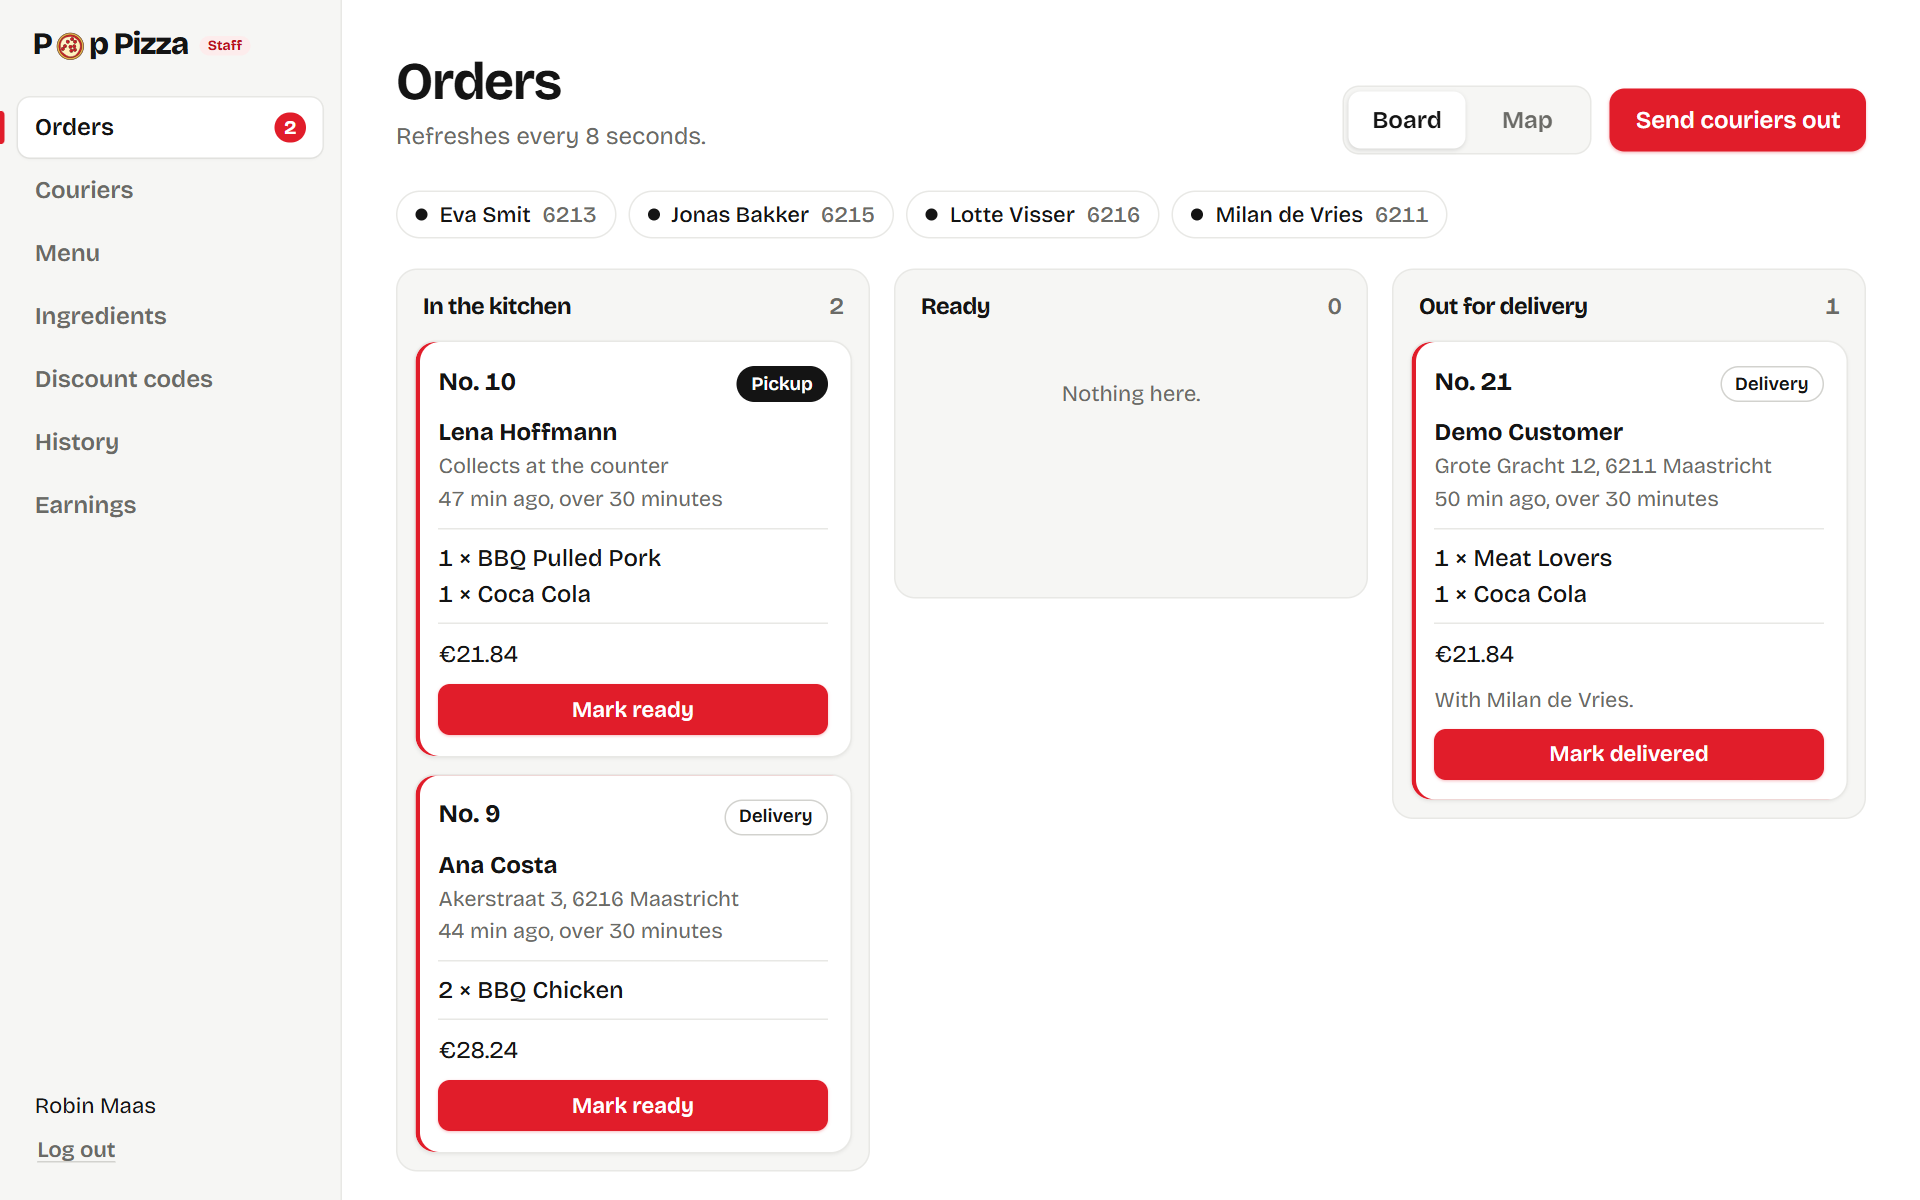 Pop Pizza Staff
Orders 2
Couriers
Menu
Ingredients
Discount codes
History
Earnings
Robin Maas
Log out
Orders
Refreshes every 8 seconds.
Board Map Send couriers out
Eva Smit 6213 Jonas Bakker 6215 Lotte Visser 6216 Milan de Vries 6211
In the kitchen 2
No. 10 Pickup
Lena Hoffmann
Collects at the counter
47 min ago, over 30 minutes
1 × BBQ Pulled Pork
1 × Coca Cola
€21.84
Mark ready
No. 9 Delivery
Ana Costa
Akerstraat 3, 6216 Maastricht
44 min ago, over 30 minutes
2 × BBQ Chicken
€28.24
Mark ready
Ready 0
Nothing here.
Out for delivery 1
No. 21 Delivery
Demo Customer
Grote Gracht 12, 6211 Maastricht
50 min ago, over 30 minutes
1 × Meat Lovers
1 × Coca Cola
€21.84
With Milan de Vries.
Mark delivered